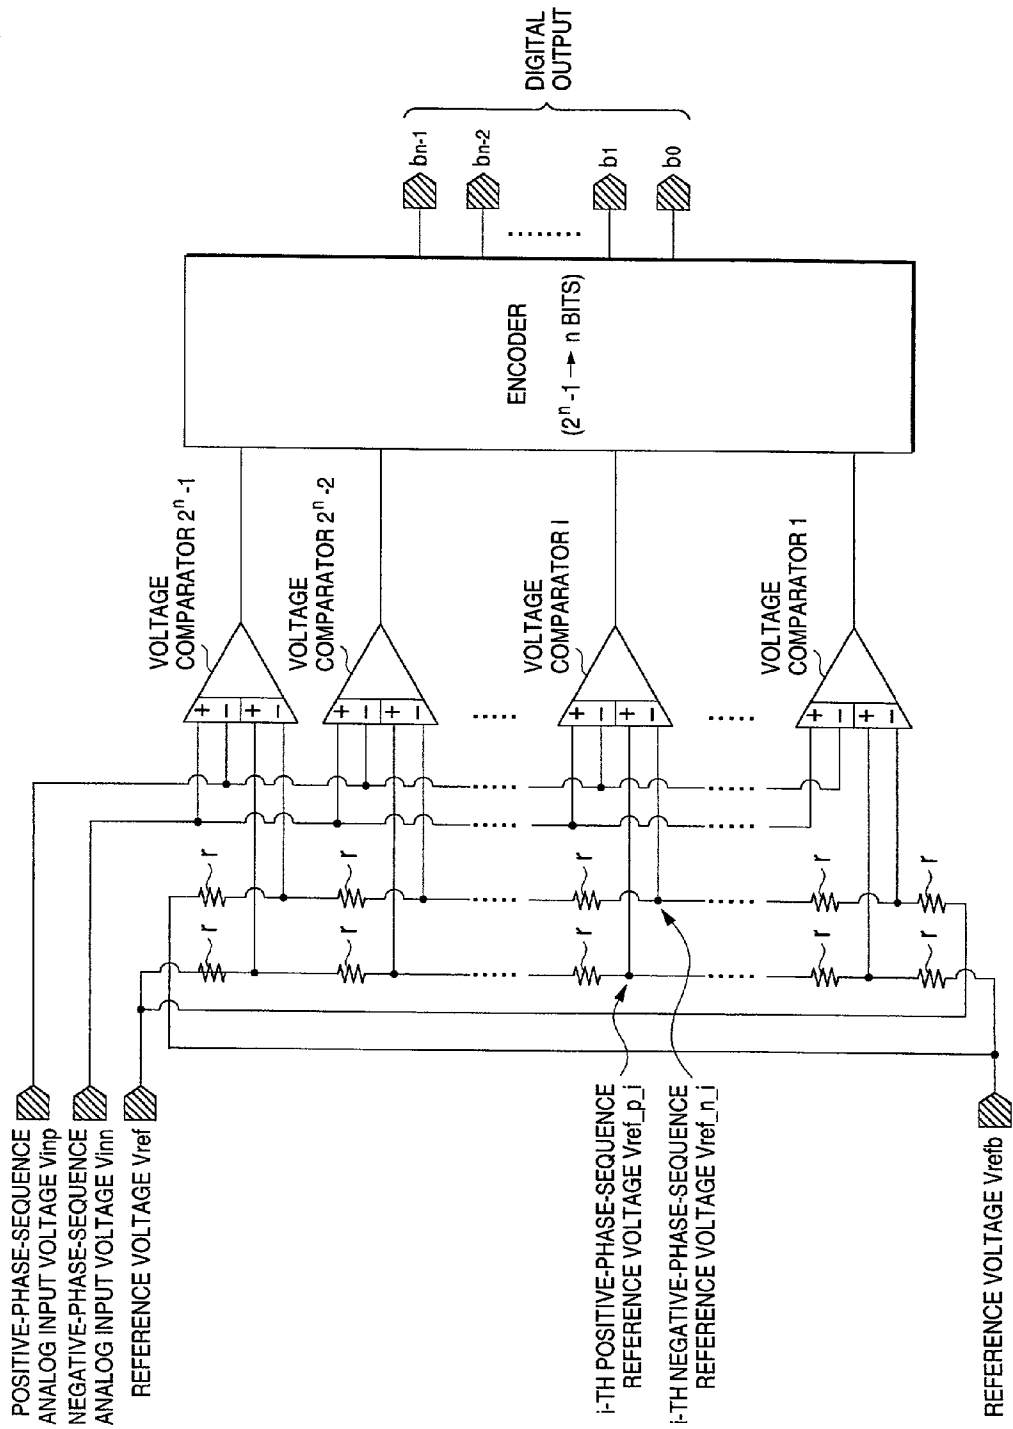 POSITIVE-PHASE-SEQUENCE
ANALOG INPUT VOLTAGE Vinp
NEGATIVE-PHASE-SEQUENCE
ANALOG INPUT VOLTAGE Vinn
REFERENCE VOLTAGE Vref
i-TH POSITIVE-PHASE-SEQUENCE
REFERENCE VOLTAGE Vref_p_i
i-TH NEGATIVE-PHASE-SEQUENCE
REFERENCE VOLTAGE Vref_n_i
REFERENCE VOLTAGE Vrefb
r
r
r
r
r
r
r
r
r
r
+
−
+
−
+
−
+
−
+
−
+
−
+
−
+
−
VOLTAGE
COMPARATOR 2ⁿ-1
VOLTAGE
COMPARATOR 2ⁿ-2
VOLTAGE
COMPARATOR I
VOLTAGE
COMPARATOR 1
ENCODER
(2ⁿ-1 → n BITS)
bn-1
bn-2
b1
b0
DIGITAL
OUTPUT